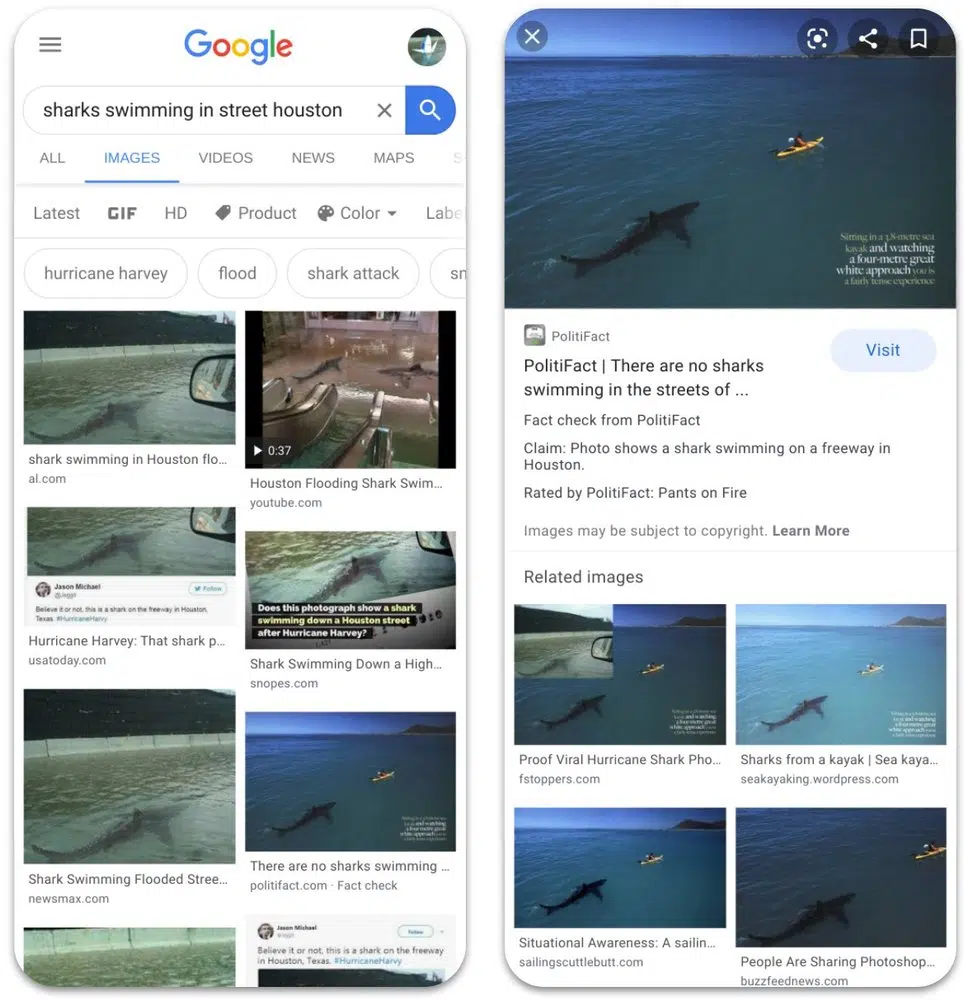 Google
sharks swimming in street houston
ALL IMAGES VIDEOS NEWS MAPS S
Latest GIF HD Product Color Labe
hurricane harvey flood shark attack sn
shark swimming in Houston flo...
al.com
0:37
Houston Flooding Shark Swim...
youtube.com
Jason Michael
Follow
Believe it or not, this is a shark on the freeway in Houston,
Texas. #HurricaneHarvy
Hurricane Harvey: That shark p...
usatoday.com
Does this photograph show a shark
swimming down a Houston street
after Hurricane Harvey?
Shark Swimming Down a High...
snopes.com
Shark Swimming Flooded Stree...
newsmax.com
There are no sharks swimming ...
politifact.com · Fact check
Jason Michael
Follow
Believe it or not, this is a shark on the freeway
in Houston, Texas. #HurricaneHarvy
Sitting in a 3.8-metre sea
kayak and watching
a four-metre great
white approach you is
a fairly tense experience
PolitiFact
Visit
PolitiFact | There are no sharks
swimming in the streets of ...
Fact check from PolitiFact
Claim: Photo shows a shark swimming on a freeway in
Houston.
Rated by PolitiFact: Pants on Fire
Images may be subject to copyright. Learn More
Related images
Proof Viral Hurricane Shark Pho...
fstoppers.com
Sharks from a kayak | Sea kaya...
seakayaking.wordpress.com
Situational Awareness: A sailin...
sailingscuttlebutt.com
People Are Sharing Photoshop...
buzzfeednews.com